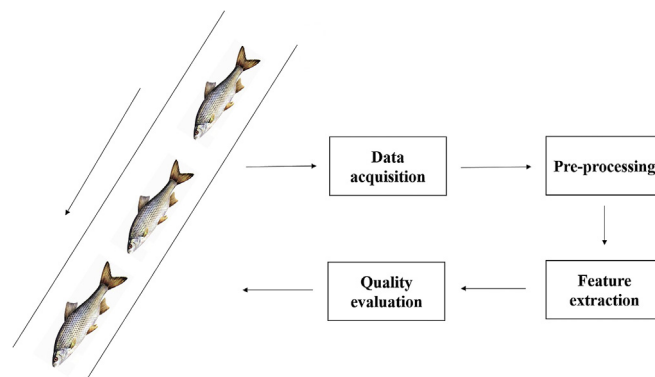 Data
acquisition
Pre-processing
Feature
extraction
Quality
evaluation